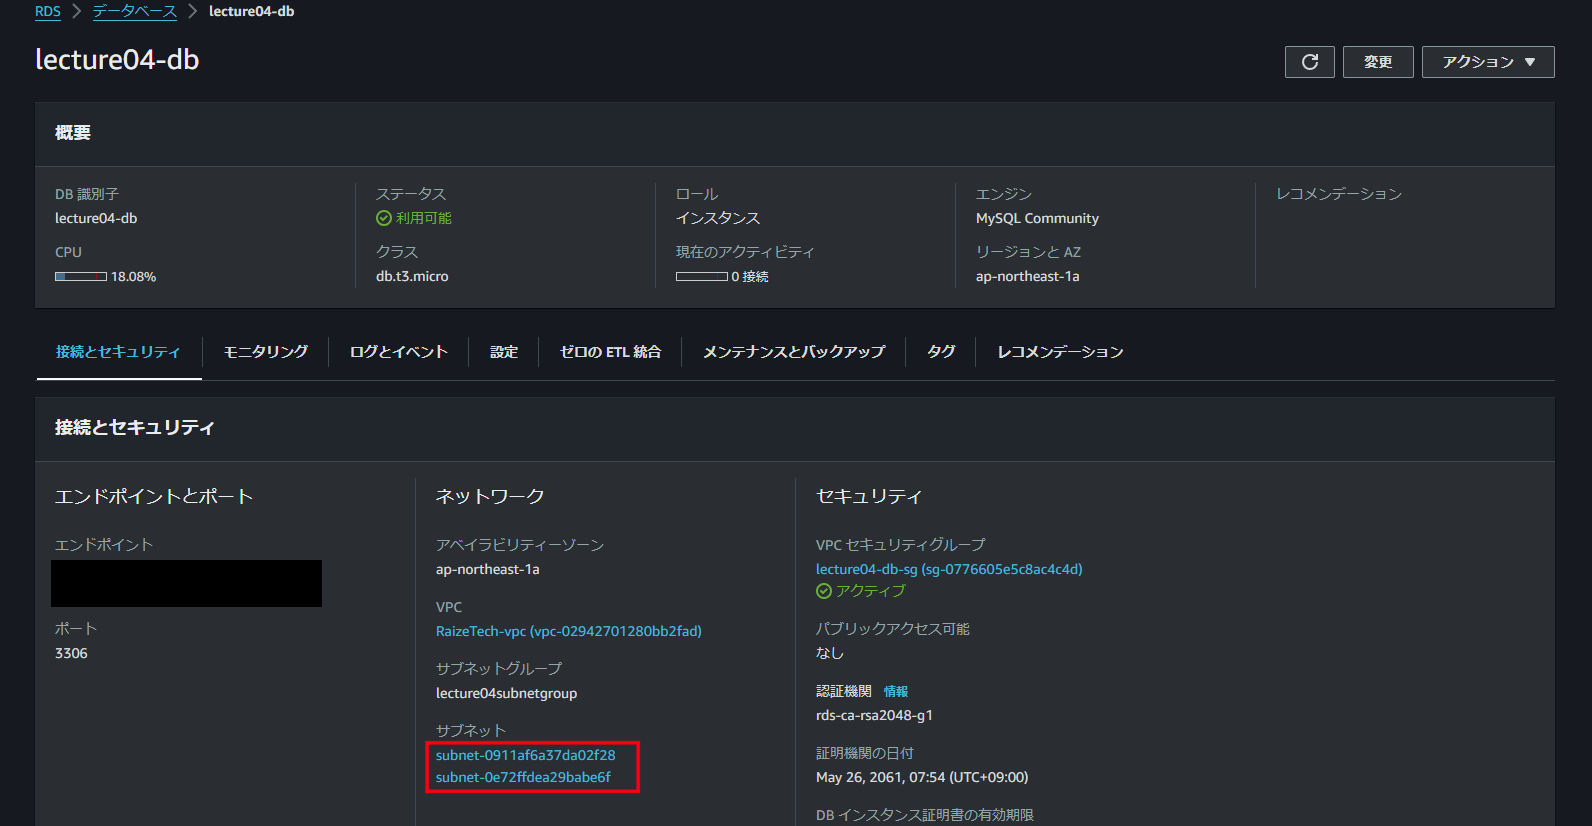 RDS > データベース > lecture04-db
lecture04-db
変更
アクション ▼
概要
DB 識別子
lecture04-db
CPU
18.08%
ステータス
利用可能
クラス
db.t3.micro
ロール
インスタンス
現在のアクティビティ
0 接続
エンジン
MySQL Community
リージョンと AZ
ap-northeast-1a
レコメンデーション
接続とセキュリティ
モニタリング
ログとイベント
設定
ゼロの ETL 統合
メンテナンスとバックアップ
タグ
レコメンデーション
接続とセキュリティ
エンドポイントとポート
エンドポイント
ポート
3306
ネットワーク
アベイラビリティーゾーン
ap-northeast-1a
VPC
RaizeTech-vpc (vpc-02942701280bb2fad)
サブネットグループ
lecture04subnetgroup
サブネット
subnet-0911af6a37da02f28
subnet-0e72ffdea29babe6f
セキュリティ
VPC セキュリティグループ
lecture04-db-sg (sg-0776605e5c8ac4c4d)
アクティブ
パブリックアクセス可能
なし
認証機関 情報
rds-ca-rsa2048-g1
証明機関の日付
May 26, 2061, 07:54 (UTC+09:00)
DB インスタンス証明書の有効期限